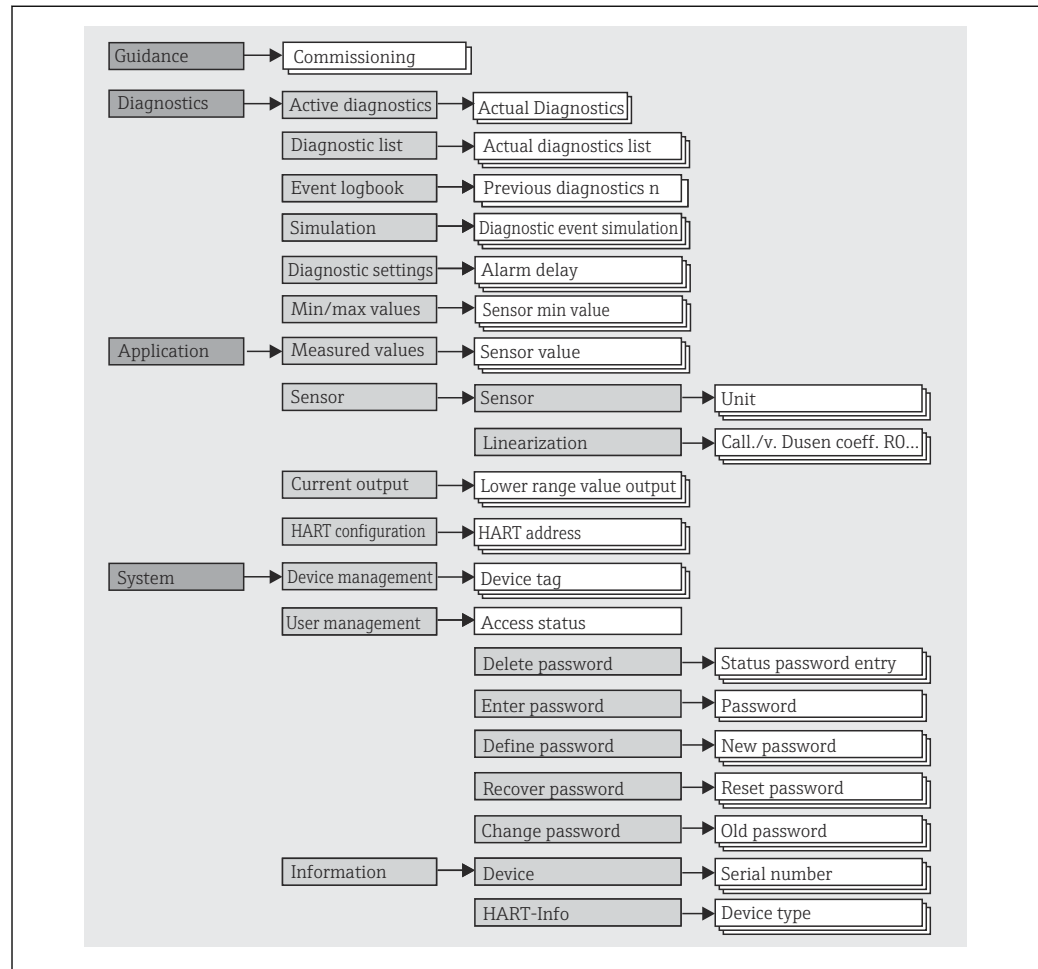 Guidance Commissioning
Diagnostics Active diagnostics Actual Diagnostics
Diagnostic list Actual diagnostics list
Event logbook Previous diagnostics n
Simulation Diagnostic event simulation
Diagnostic settings Alarm delay
Min/max values Sensor min value
Application Measured values Sensor value
Sensor Sensor Unit
Linearization Call./v. Dusen coeff. R0...
Current output Lower range value output
HART configuration HART address
System Device management Device tag
User management Access status
Delete password Status password entry
Enter password Password
Define password New password
Recover password Reset password
Change password Old password
Information Device Serial number
HART-Info Device type